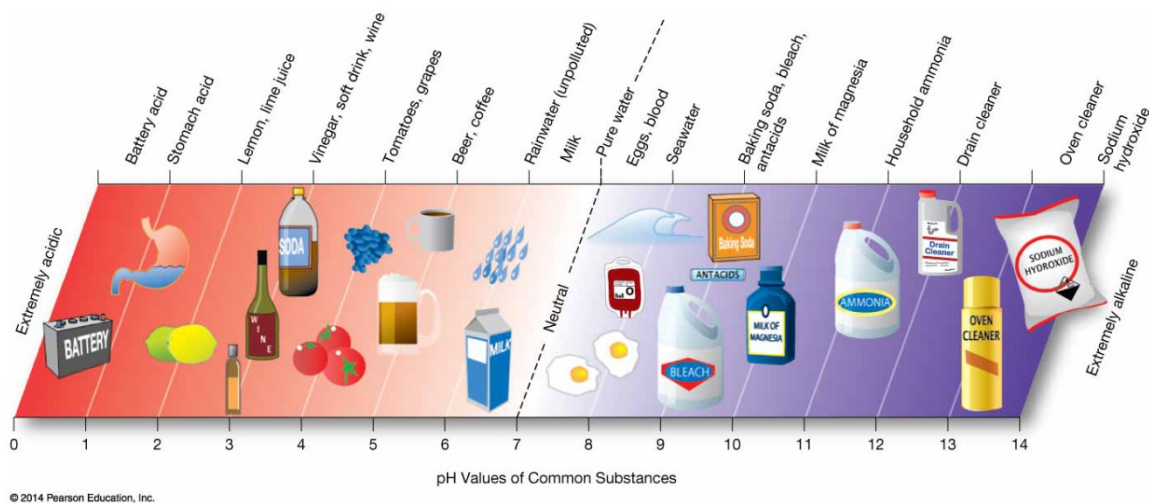 Battery acid
Stomach acid
Lemon, lime juice
Vinegar, soft drink, wine
Tomatoes, grapes
Beer, coffee
Rainwater (unpolluted)
Milk
Pure water
Eggs, blood
Seawater
Baking soda, bleach,
antacids
Milk of magnesia
Household ammonia
Drain cleaner
Oven cleaner
Sodium
hydroxide
Extremely acidic
BATTERY
WINE
SODA
MILK
Neutral
O
BLEACH
Baking Soda
ANTACIDS
MILK OF
MAGNESIA
AMMONIA
Drain
Cleaner
OVEN
CLEANER
SODIUM
HYDROXIDE
Extremely alkaline
0 1 2 3 4 5 6 7 8 9 10 11 12 13 14
pH Values of Common Substances
© 2014 Pearson Education, Inc.